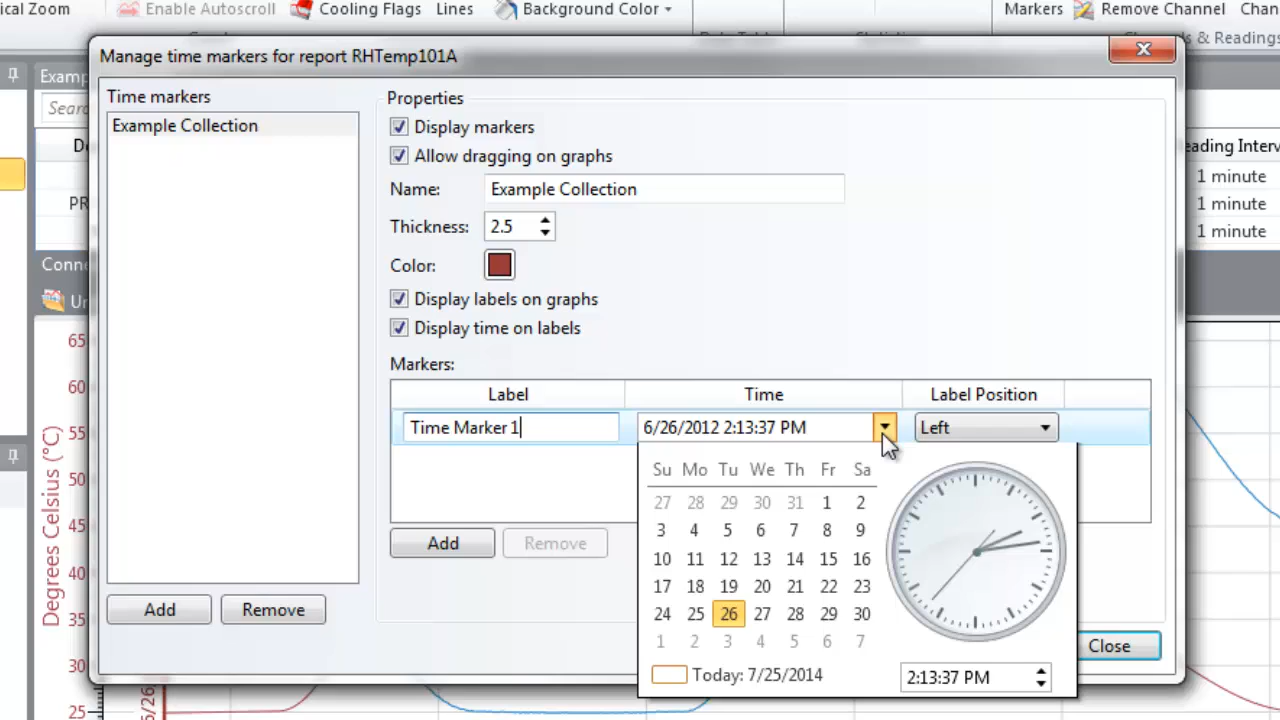 ical Zoom
Enable Autoscroll
Cooling Flags
Lines
Background Color
Markers
Remove Channel
Chan
& Readings
Manage time markers for report RHTemp101A
Examp
Sear
D
PR
Conne
Un
eading Interv
1 minute
1 minute
1 minute
Time markers
Example Collection
Add
Remove
Properties
Display markers
Allow dragging on graphs
Name:
Example Collection
Thickness:
2.5
Color:
Display labels on graphs
Display time on labels
Markers:
Label
Time
Label Position
Time Marker 1
6/26/2012 2:13:37 PM
Left
Su Mo Tu We Th Fr Sa
27 28 29 30 31 1 2
3 4 5 6 7 8 9
10 11 12 13 14 15 16
17 18 19 20 21 22 23
24 25 26 27 28 29 30
1 2 3 4 5 6 7
Today: 7/25/2014
2:13:37 PM
Add
Remove
Close
Degrees Celsius (°C)
65
60
55
50
45
40
35
30
25
6/26/